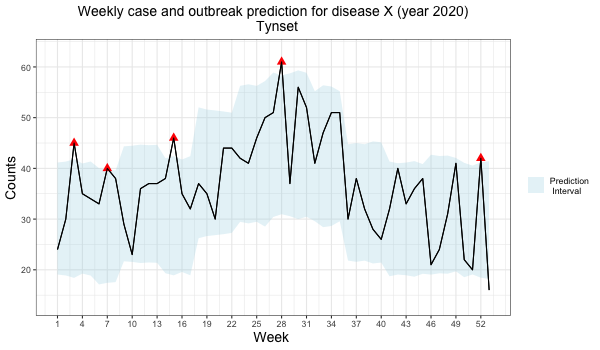 Weekly case and outbreak prediction for disease X (year 2020)
Tynset
60
50
40
30
20
Counts
1 4 7 10 13 16 19 22 25 28 31 34 37 40 43 46 49 52
Week
Prediction
Interval